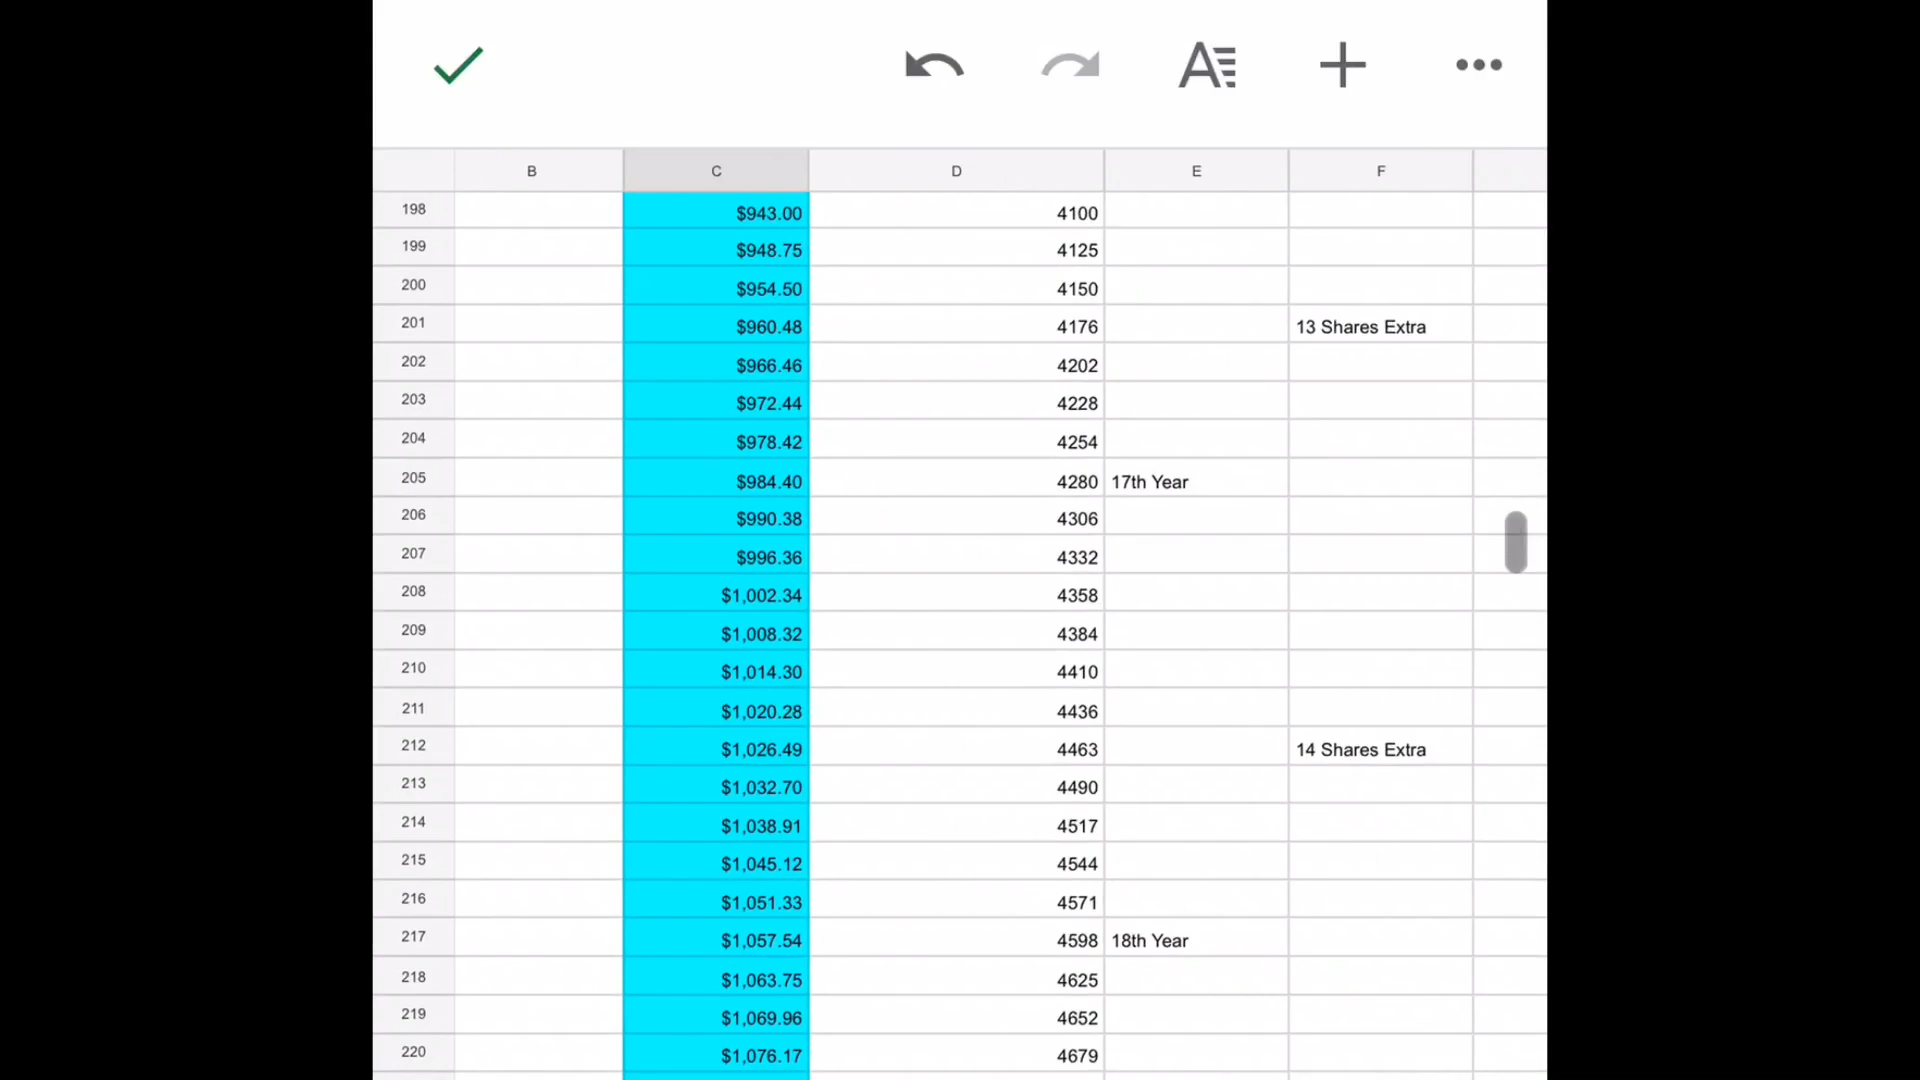 B C D E F
198 $943.00 4100
199 $948.75 4125
200 $954.50 4150
201 $960.48 4176 13 Shares Extra
202 $966.46 4202
203 $972.44 4228
204 $978.42 4254
205 $984.40 4280 17th Year
206 $990.38 4306
207 $996.36 4332
208 $1,002.34 4358
209 $1,008.32 4384
210 $1,014.30 4410
211 $1,020.28 4436
212 $1,026.49 4463 14 Shares Extra
213 $1,032.70 4490
214 $1,038.91 4517
215 $1,045.12 4544
216 $1,051.33 4571
217 $1,057.54 4598 18th Year
218 $1,063.75 4625
219 $1,069.96 4652
220 $1,076.17 4679